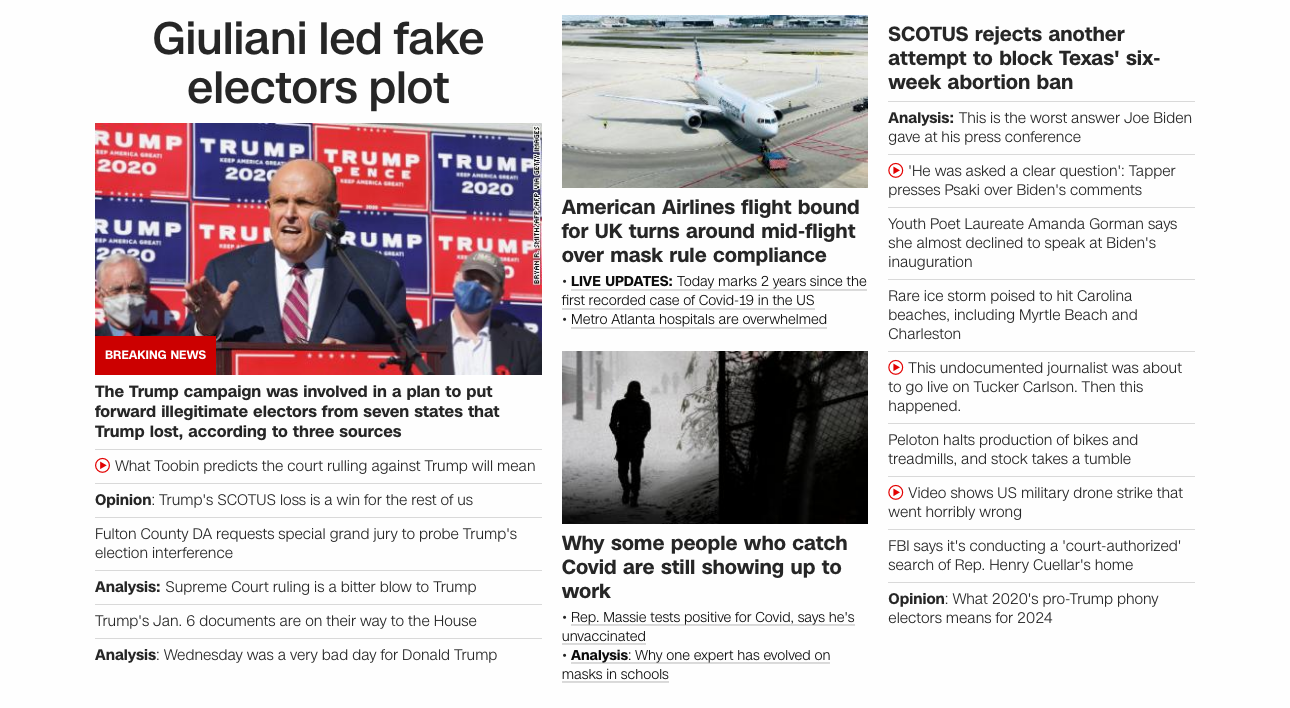 Giuliani led fake
electors plot
TRUMP
KEEP AMERICA GREAT!
2020
TRUMP
KEEP AMERICA GREAT!
2020
TRUMP
PENCE
KEEP AMERICA GREAT!
TRUMP
KEEP AMERICA GREAT!
2020
TRUMP
BRYAN R. SMITH/AFP/AFP VIA GETTY IMAGES
BREAKING NEWS
The Trump campaign was involved in a plan to put
forward illegitimate electors from seven states that
Trump lost, according to three sources
What Toobin predicts the court rulling against Trump will mean
Opinion: Trump's SCOTUS loss is a win for the rest of us
Fulton County DA requests special grand jury to probe Trump's
election interference
Analysis: Supreme Court ruling is a bitter blow to Trump
Trump's Jan. 6 documents are on their way to the House
Analysis: Wednesday was a very bad day for Donald Trump
American Airlines flight bound
for UK turns around mid-flight
over mask rule compliance
• LIVE UPDATES: Today marks 2 years since the
first recorded case of Covid-19 in the US
• Metro Atlanta hospitals are overwhelmed
Why some people who catch
Covid are still showing up to
work
• Rep. Massie tests positive for Covid, says he's
unvaccinated
• Analysis: Why one expert has evolved on
masks in schools
SCOTUS rejects another
attempt to block Texas' six-
week abortion ban
Analysis: This is the worst answer Joe Biden
gave at his press conference
'He was asked a clear question': Tapper
presses Psaki over Biden's comments
Youth Poet Laureate Amanda Gorman says
she almost declined to speak at Biden's
inauguration
Rare ice storm poised to hit Carolina
beaches, including Myrtle Beach and
Charleston
This undocumented journalist was about
to go live on Tucker Carlson. Then this
happened.
Peloton halts production of bikes and
treadmills, and stock takes a tumble
Video shows US military drone strike that
went horribly wrong
FBI says it's conducting a 'court-authorized'
search of Rep. Henry Cuellar's home
Opinion: What 2020's pro-Trump phony
electors means for 2024